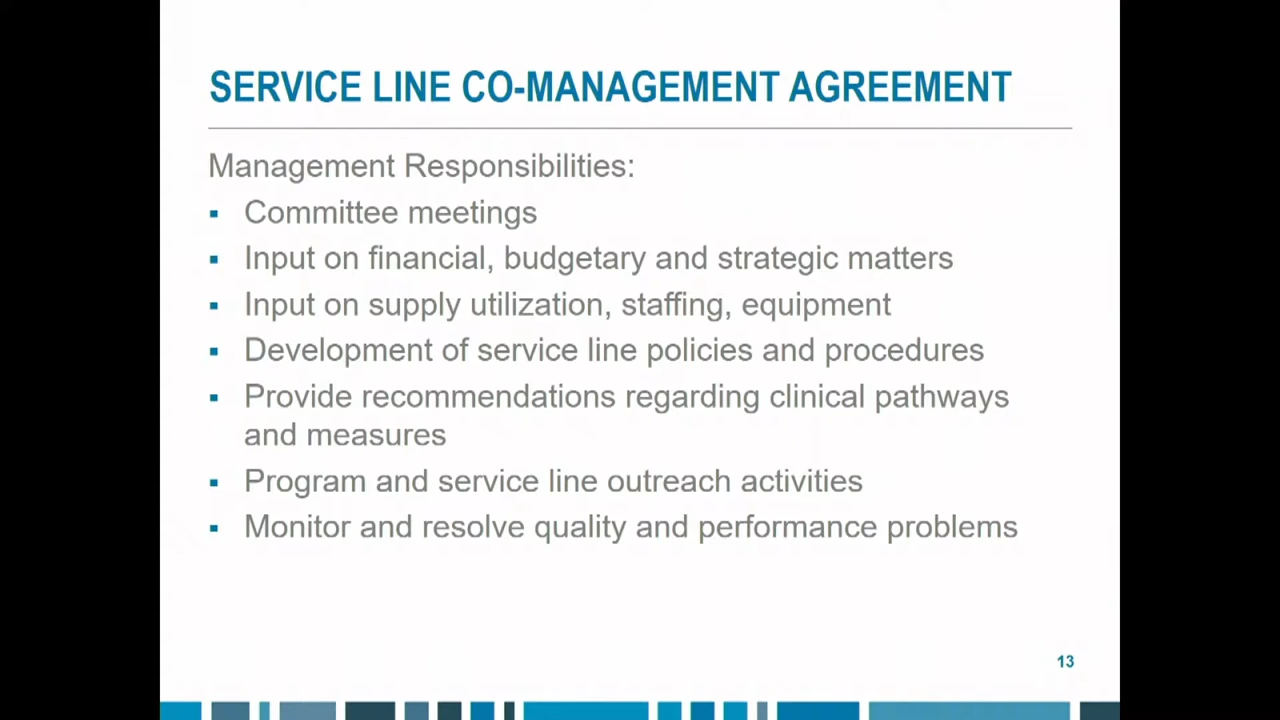 SERVICE LINE CO-MANAGEMENT AGREEMENT
Management Responsibilities:
▪ Committee meetings
▪ Input on financial, budgetary and strategic matters
▪ Input on supply utilization, staffing, equipment
▪ Development of service line policies and procedures
▪ Provide recommendations regarding clinical pathways
and measures
▪ Program and service line outreach activities
▪ Monitor and resolve quality and performance problems
13